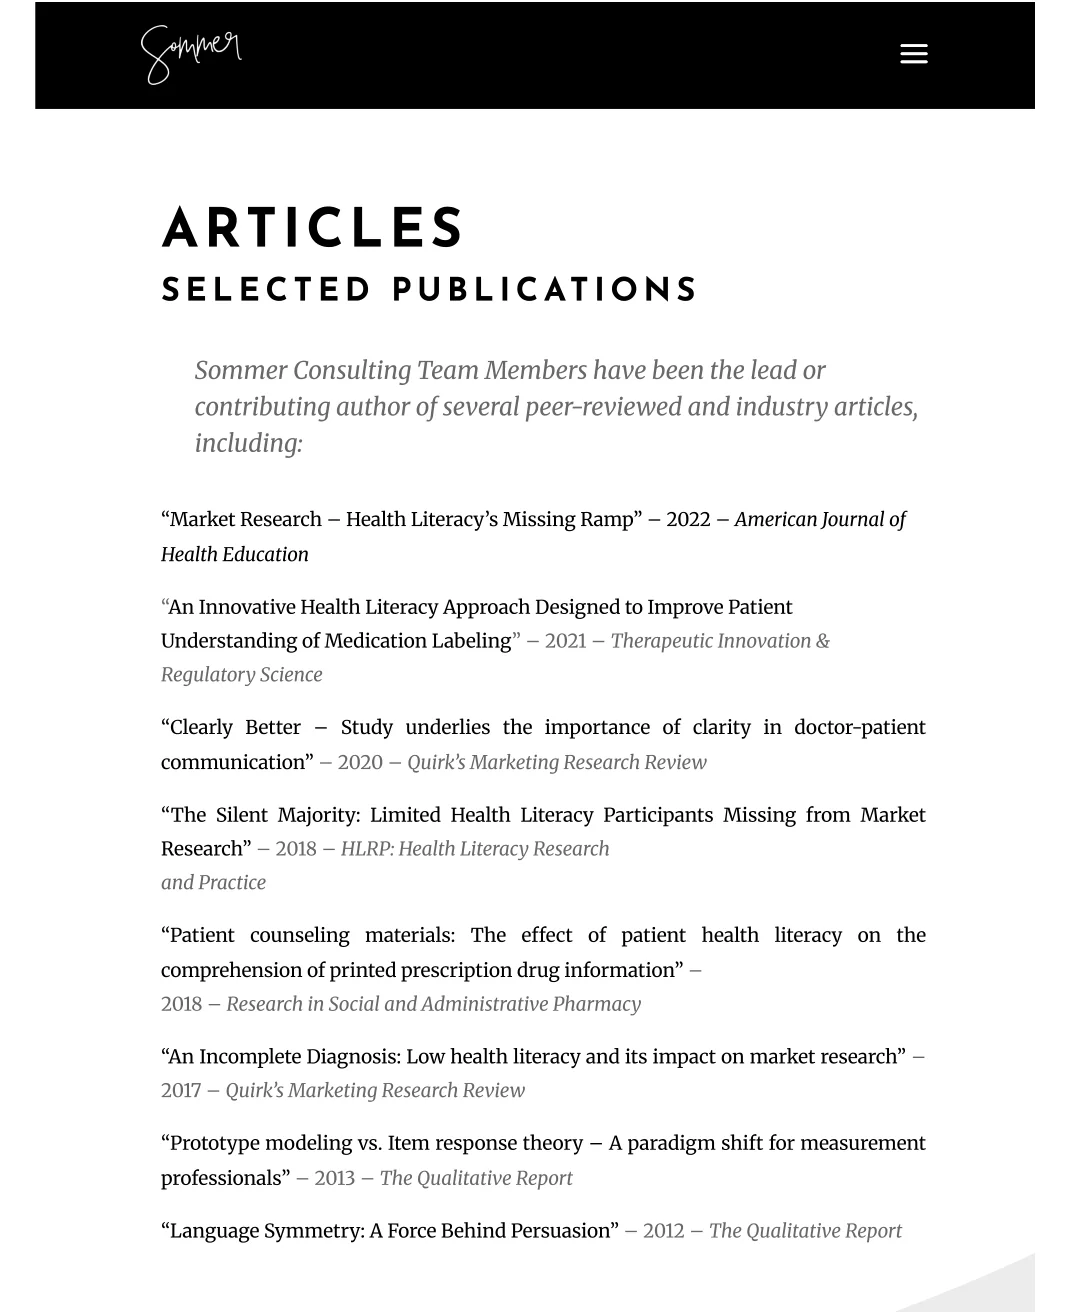 Sommer
ARTICLES
SELECTED PUBLICATIONS
Sommer Consulting Team Members have been the lead or
contributing author of several peer-reviewed and industry articles,
including:
“Market Research – Health Literacy’s Missing Ramp” – 2022 – American Journal of
Health Education
“An Innovative Health Literacy Approach Designed to Improve Patient
Understanding of Medication Labeling” – 2021 – Therapeutic Innovation &
Regulatory Science
“Clearly Better – Study underlies the importance of clarity in doctor-patient
communication” – 2020 – Quirk’s Marketing Research Review
“The Silent Majority: Limited Health Literacy Participants Missing from Market
Research” – 2018 – HLRP: Health Literacy Research
and Practice
“Patient counseling materials: The effect of patient health literacy on the
comprehension of printed prescription drug information” –
2018 – Research in Social and Administrative Pharmacy
“An Incomplete Diagnosis: Low health literacy and its impact on market research” –
2017 – Quirk’s Marketing Research Review
“Prototype modeling vs. Item response theory – A paradigm shift for measurement
professionals” – 2013 – The Qualitative Report
“Language Symmetry: A Force Behind Persuasion” – 2012 – The Qualitative Report